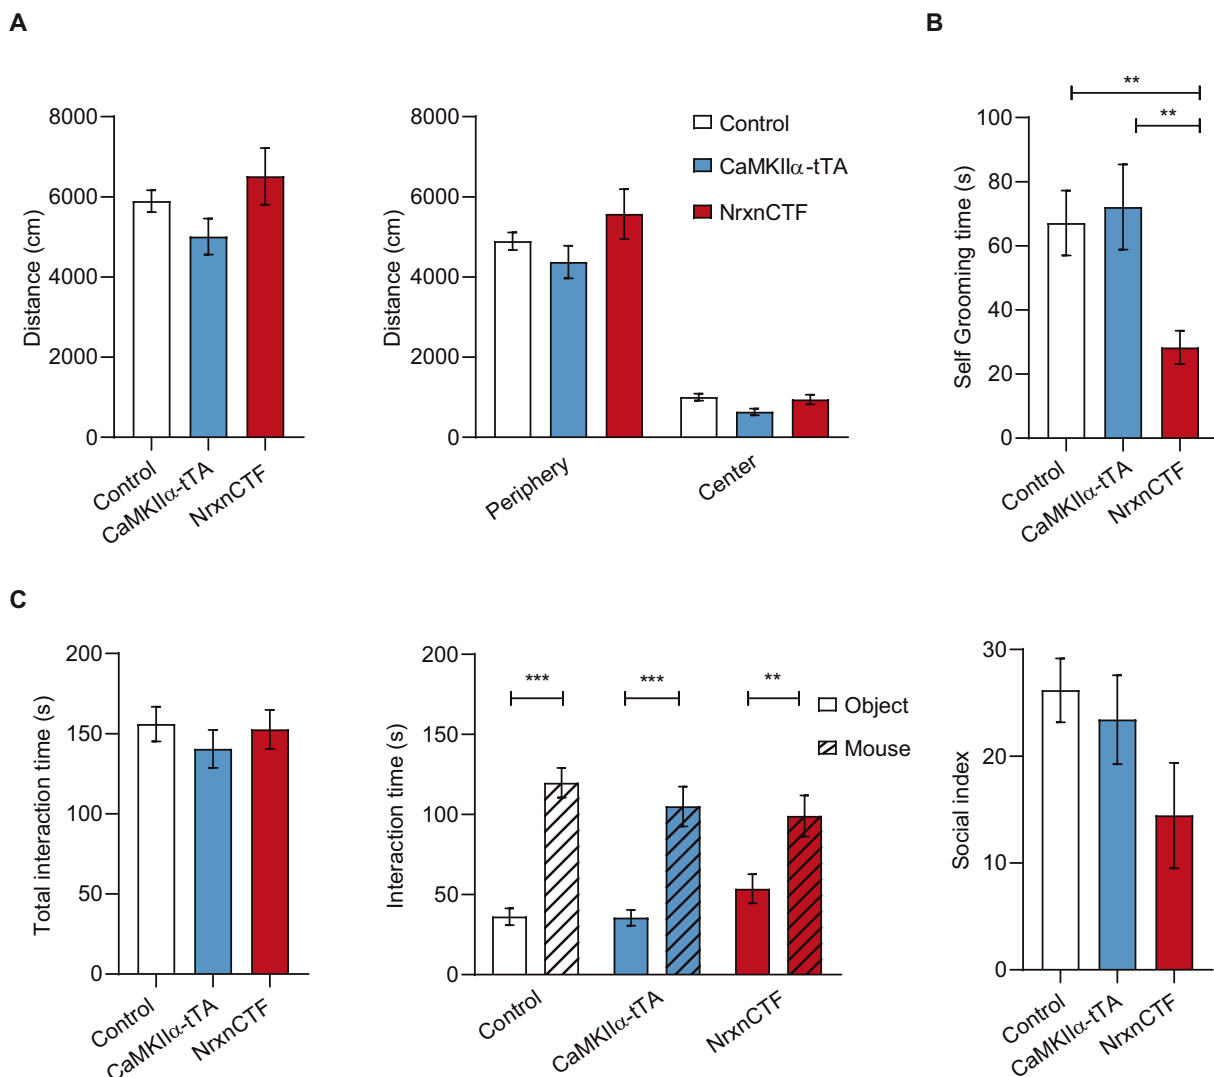 A
B
8000
6000
4000
2000
0
Distance (cm)
Control
CaMKIIα-tTA
NrxnCTF
8000
6000
4000
2000
0
Distance (cm)
Periphery
Center
Control
CaMKIIα-tTA
NrxnCTF
**
**
100
80
60
40
20
0
Self Grooming time (s)
Control
CaMKIIα-tTA
NrxnCTF
C
200
150
100
50
0
Total interaction time (s)
Control
CaMKIIα-tTA
NrxnCTF
200
150
100
50
0
Interaction time (s)
***
***
**
Object
Mouse
Control
CaMKIIα-tTA
NrxnCTF
30
20
10
0
Social index
Control
CaMKIIα-tTA
NrxnCTF